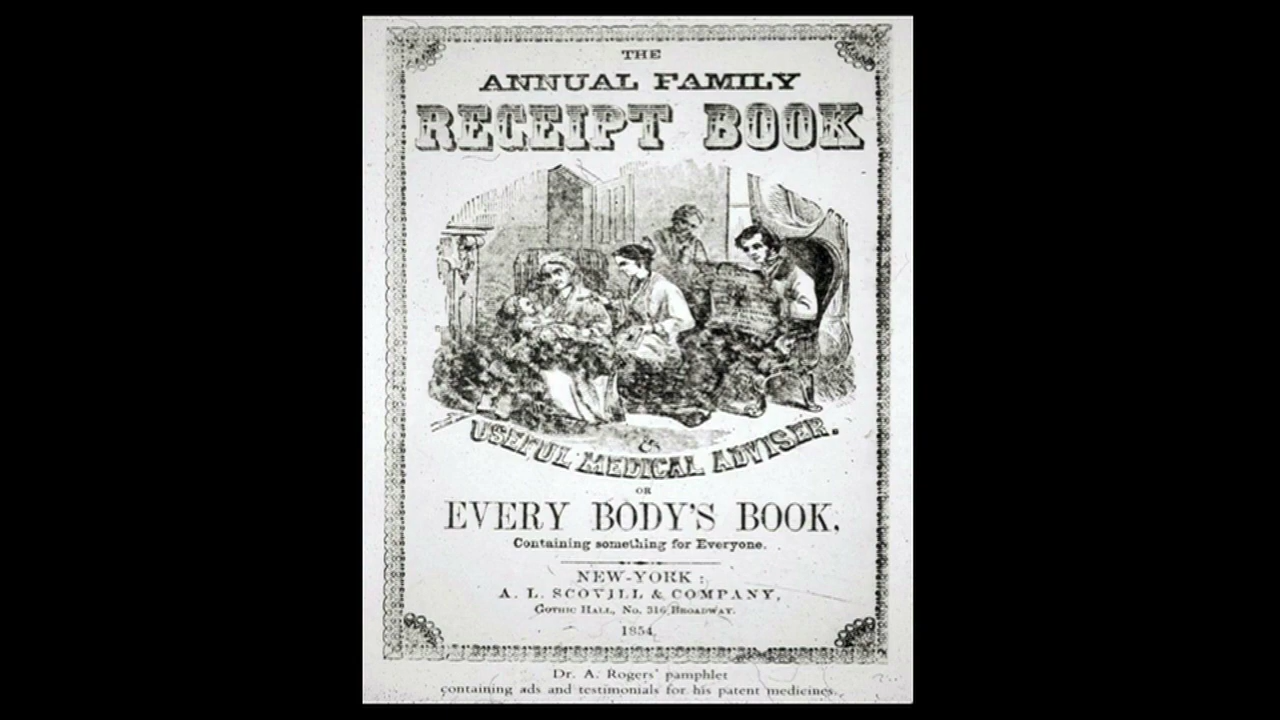 THE
ANNUAL FAMILY
RECEIPT BOOK
USEFUL & MEDICAL ADVISER.
OR
EVERY BODY'S BOOK,
Containing something for Everyone.
NEW-YORK:
A. L. SCOVILL & COMPANY,
GOTHIC HALL, No. 316 BROADWAY.
1854.
Dr. A. Rogers' pamphlet
containing ads and testimonials for his patent medicines.